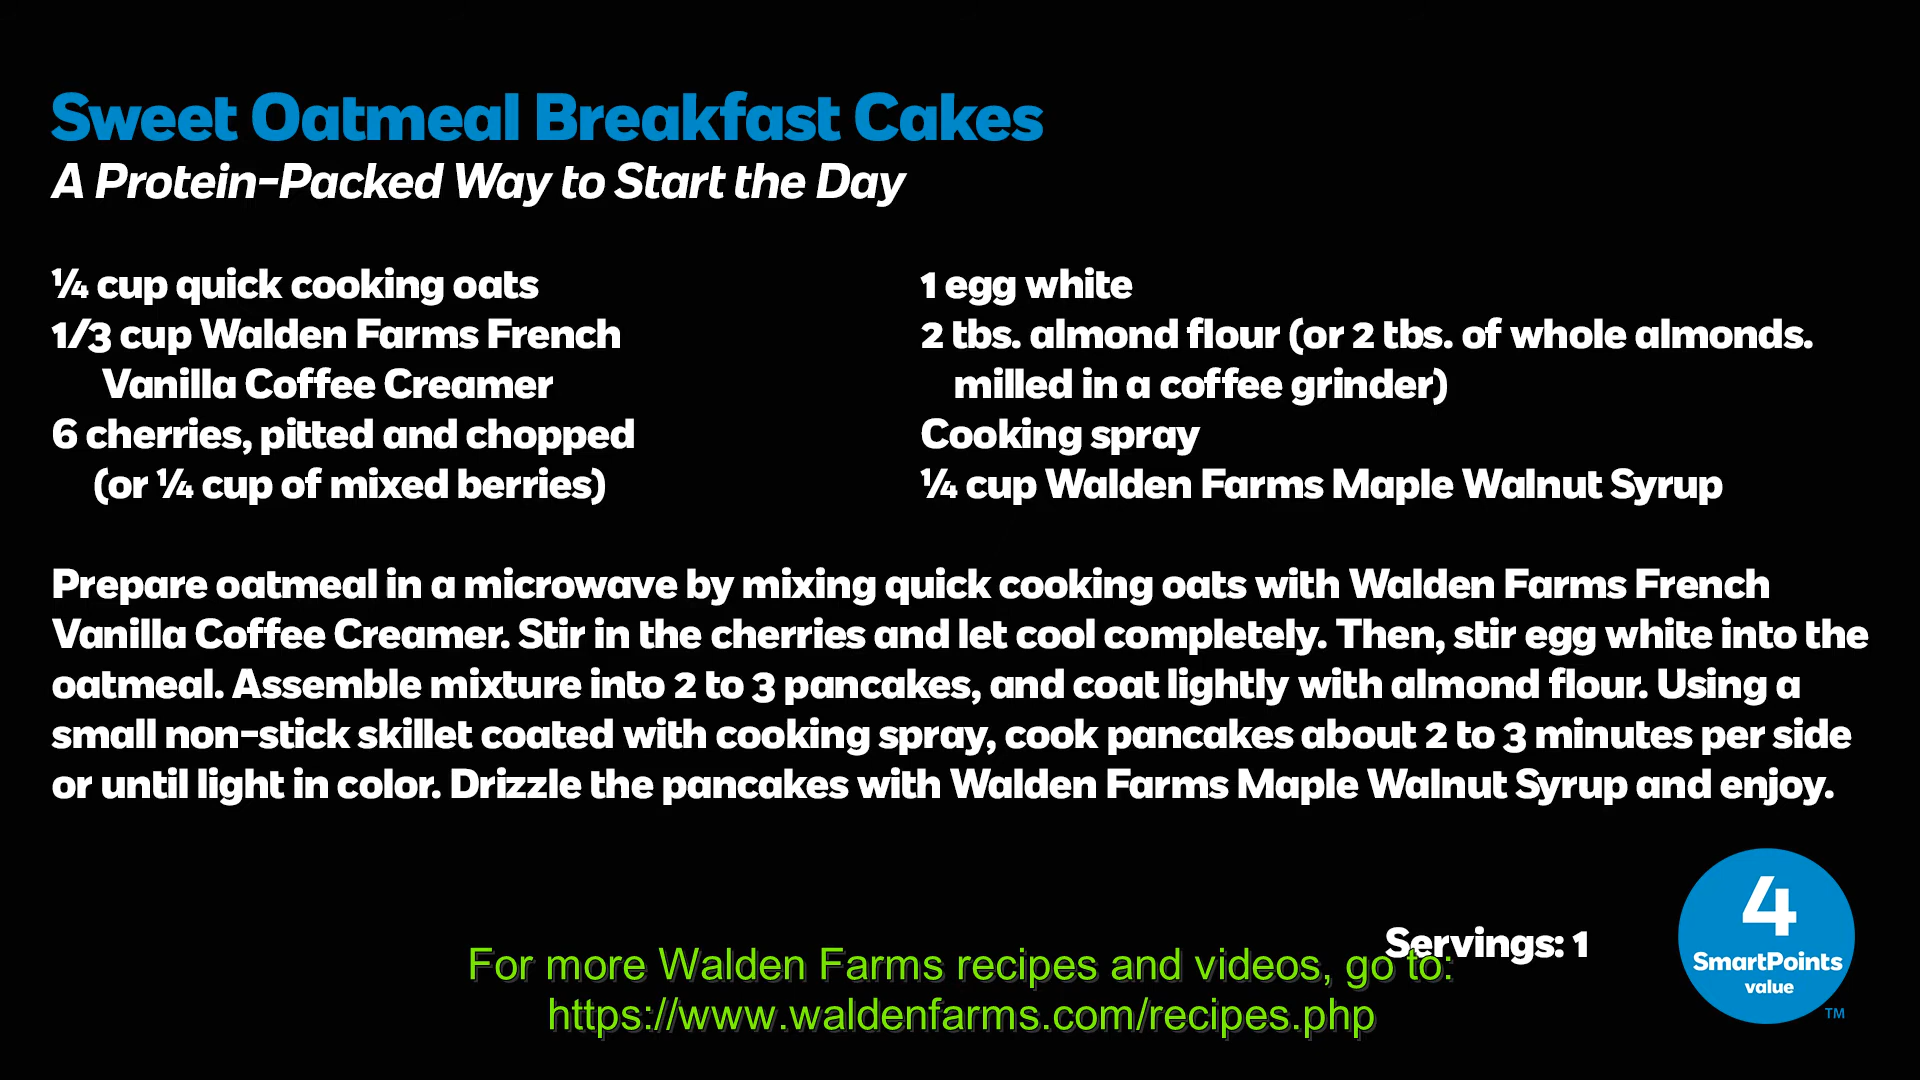 Sweet Oatmeal Breakfast Cakes
A Protein-Packed Way to Start the Day
¼ cup quick cooking oats
1/3 cup Walden Farms French
Vanilla Coffee Creamer
6 cherries, pitted and chopped
(or ¼ cup of mixed berries)
1 egg white
2 tbs. almond flour (or 2 tbs. of whole almonds.
milled in a coffee grinder)
Cooking spray
¼ cup Walden Farms Maple Walnut Syrup
Prepare oatmeal in a microwave by mixing quick cooking oats with Walden Farms French
Vanilla Coffee Creamer. Stir in the cherries and let cool completely. Then, stir egg white into the
oatmeal. Assemble mixture into 2 to 3 pancakes, and coat lightly with almond flour. Using a
small non-stick skillet coated with cooking spray, cook pancakes about 2 to 3 minutes per side
or until light in color. Drizzle the pancakes with Walden Farms Maple Walnut Syrup and enjoy.
Servings: 1
4
SmartPoints
value
TM
For more Walden Farms recipes and videos, go to:
https://www.waldenfarms.com/recipes.php